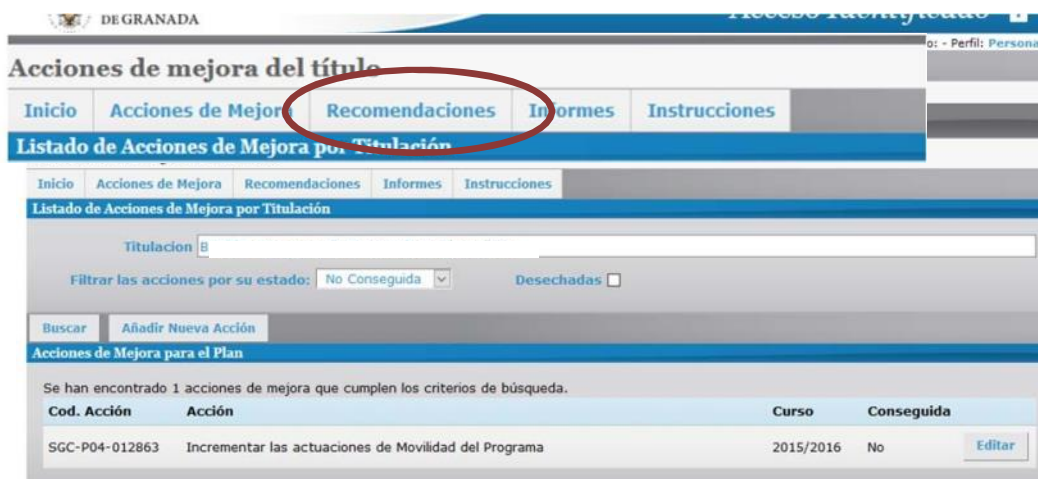 DE GRANADA
Acceso Identificado
o: - Perfil: Persona
Acciones de mejora del título
Inicio Acciones de Mejora Recomendaciones Informes Instrucciones
Listado de Acciones de Mejora por Titulación
Inicio Acciones de Mejora Recomendaciones Informes Instrucciones
Listado de Acciones de Mejora por Titulación
Titulacion B
Filtrar las acciones por su estado: No Conseguida Desechadas
Buscar Añadir Nueva Acción
Acciones de Mejora para el Plan
Se han encontrado 1 acciones de mejora que cumplen los criterios de búsqueda.
Cod. Acción Acción Curso Conseguida
SGC-P04-012863 Incrementar las actuaciones de Movilidad del Programa 2015/2016 No Editar